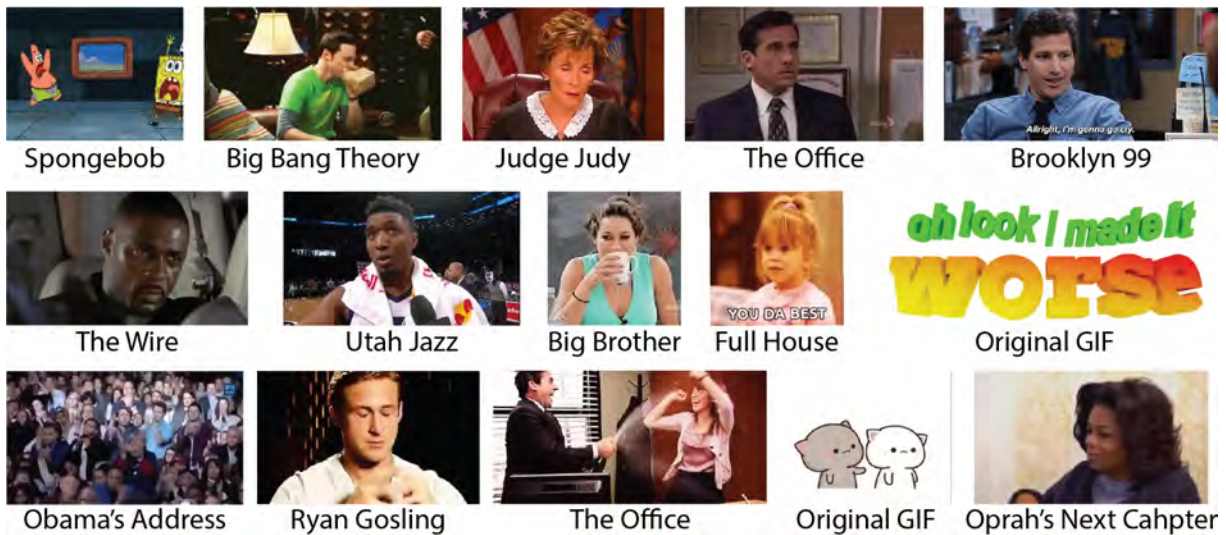 Allright, I'm gonna go cry.
Spongebob
Big Bang Theory
Judge Judy
The Office
Brooklyn 99
oh look I made it
worse
YOU DA BEST
The Wire
Utah Jazz
Big Brother
Full House
Original GIF
Obama's Address
Ryan Gosling
The Office
Original GIF
Oprah's Next Cahpter